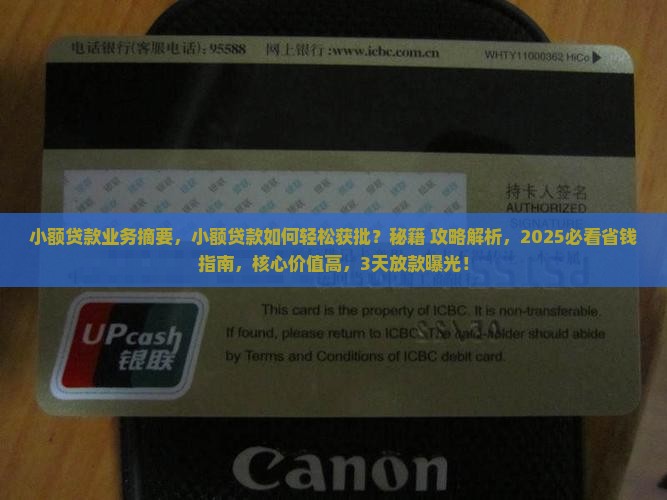 电话银行(客服电话):95588 网上银行:www.icbc.com.cn
WHTY11000362 HiCo
持卡人签名
AUTHORIZED
SIGNATURE
小额贷款业务摘要，小额贷款如何轻松获批？秘籍 攻略解析，2025必看省钱
指南，核心价值高，3天放款曝光！
This card is the property of ICBC. It is non-transferable.
If found, please return to ICBC. The card-holder should abide
by Terms and Conditions of ICBC debit card.
UPcash
银联
Canon